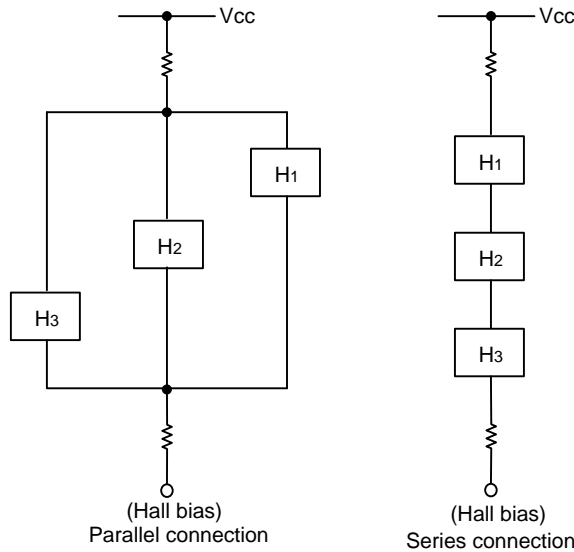 Vcc
H1
H2
H3
(Hall bias)
Parallel connection
Vcc
H1
H2
H3
(Hall bias)
Series connection